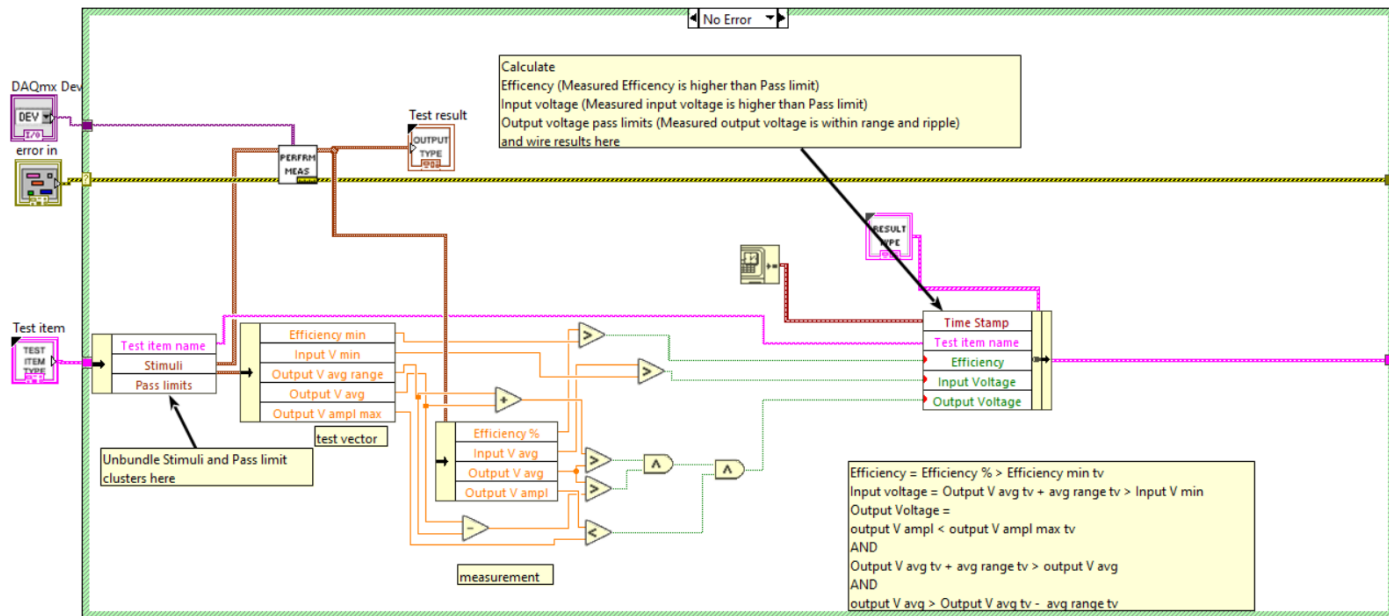 No Error
Calculate
Efficency (Measured Efficency is higher than Pass limit)
Input voltage (Measured input voltage is higher than Pass limit)
Output voltage pass limits (Measured output voltage is within range and ripple)
and wire results here
DAQmx Dev
DEV
I/O
error in
?
Test result
OUTPUT
TYPE
PERFRM
MEAS
RESULT
TYPE
Test item
TEST
ITEM
TYPE
Test item name
Stimuli
Pass limits
Efficiency min
Input V min
Output V avg range
Output V avg
Output V ampl max
test vector
Unbundle Stimuli and Pass limit
clusters here
Efficiency %
Input V avg
Output V avg
Output V ampl
measurement
+
-
>
>
>
>
<
∧
∧
Time Stamp
Test item name
Efficiency
Input Voltage
Output Voltage
Efficiency = Efficiency % > Efficiency min tv
Input voltage = Output V avg tv + avg range tv > Input V min
Output Voltage =
output V ampl < output V ampl max tv
AND
Output V avg tv + avg range tv > output V avg
AND
output V avg > Output V avg tv - avg range tv